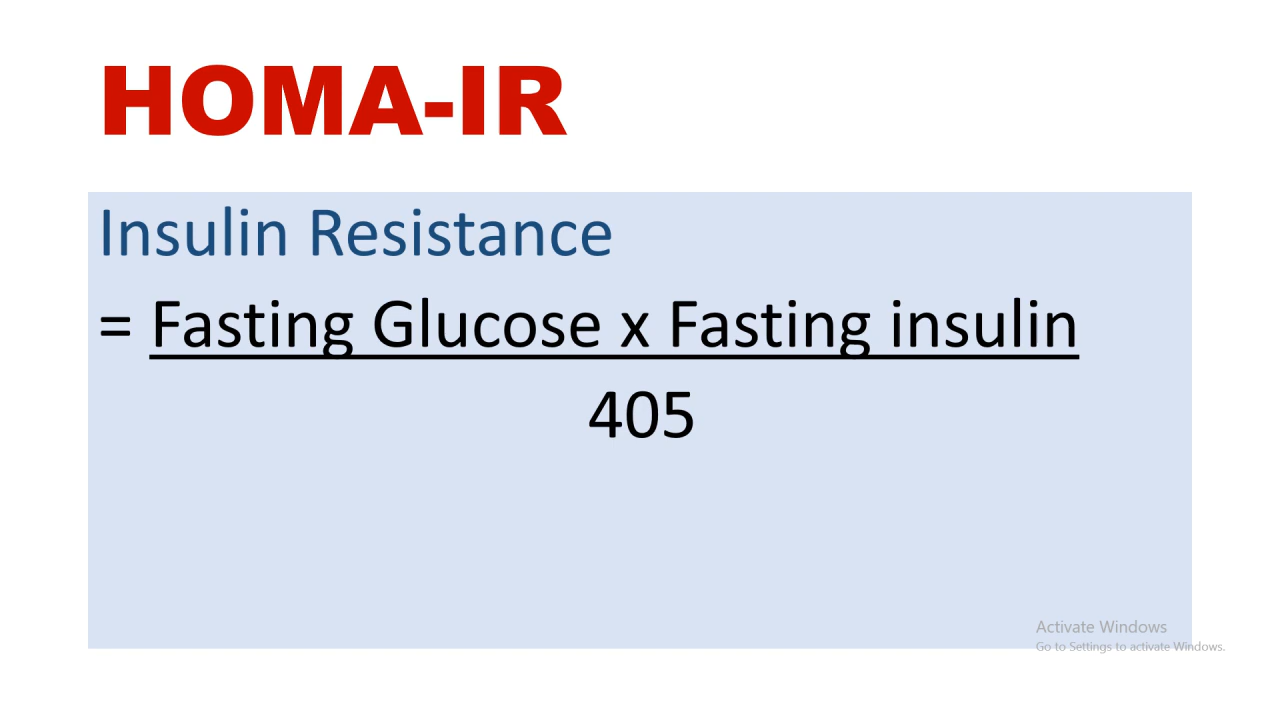 HOMA-IR
Insulin Resistance
= Fasting Glucose x Fasting insulin
405
Activate Windows
Go to Settings to activate Windows.